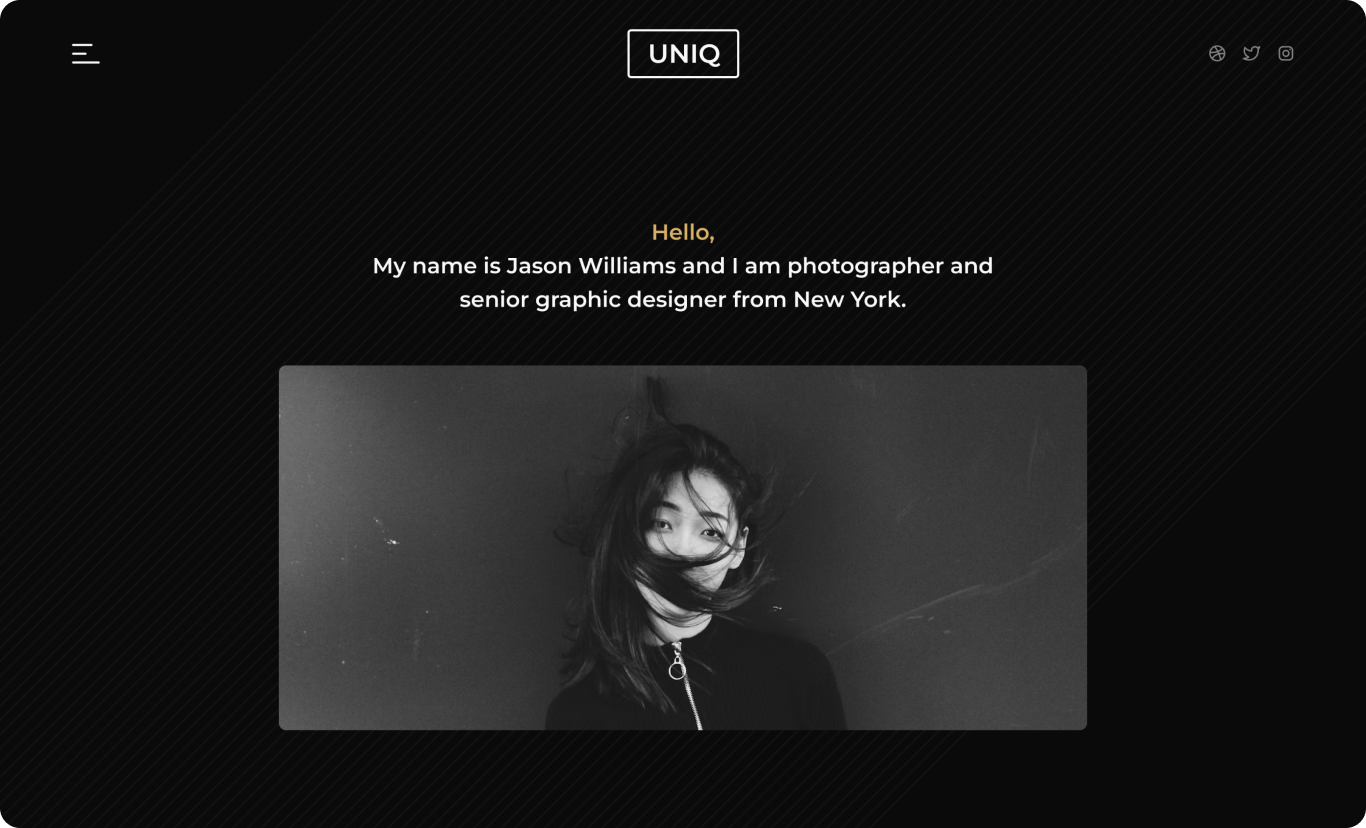 UNIQ
Hello,
My name is Jason Williams and I am photographer and
senior graphic designer from New York.